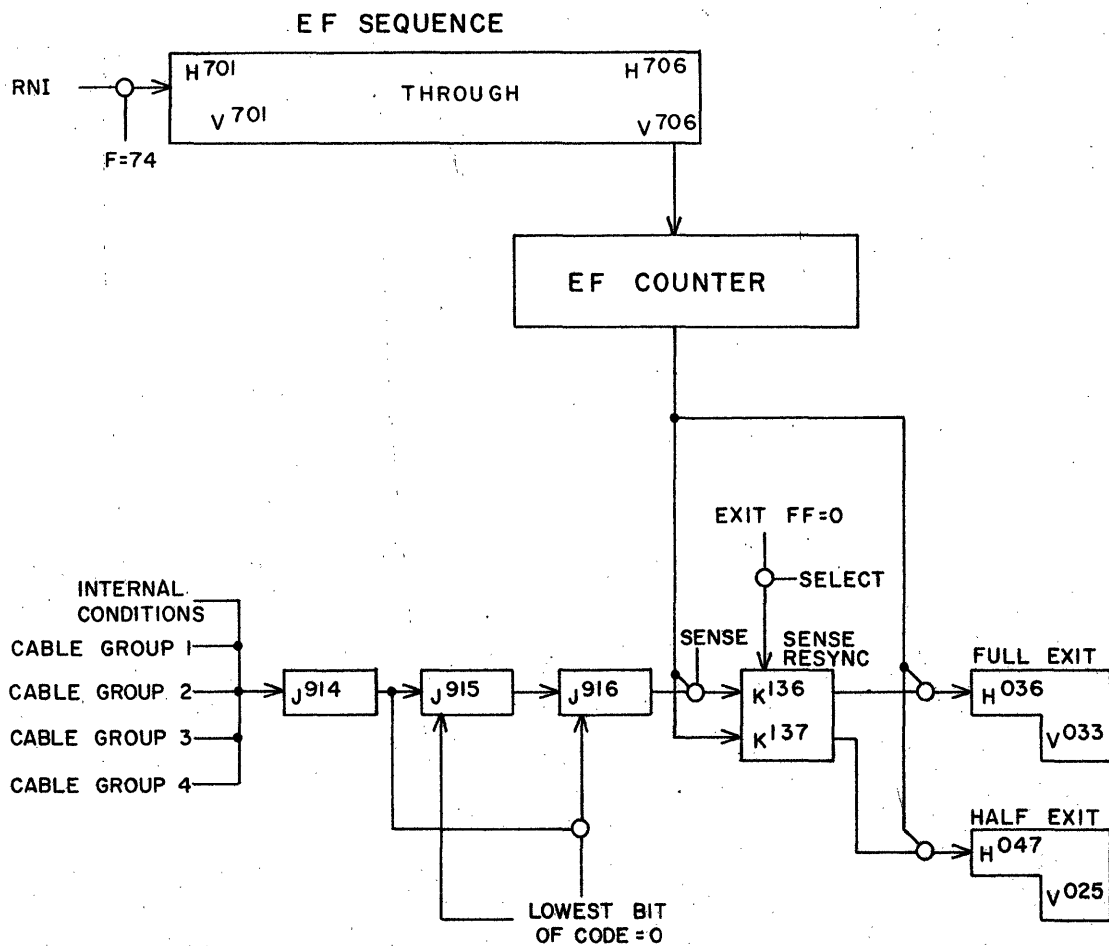 EF SEQUENCE
RNI
H701
V701
THROUGH
H706
V706
F=74
EF COUNTER
EXIT FF=0
SELECT
INTERNAL
CONDITIONS
CABLE GROUP 1
CABLE GROUP 2
CABLE GROUP 3
CABLE GROUP 4
J914
J915
J916
SENSE
SENSE
RESYNC
K136
K137
FULL EXIT
H036
V033
HALF EXIT
H047
V025
LOWEST BIT
OF CODE=0